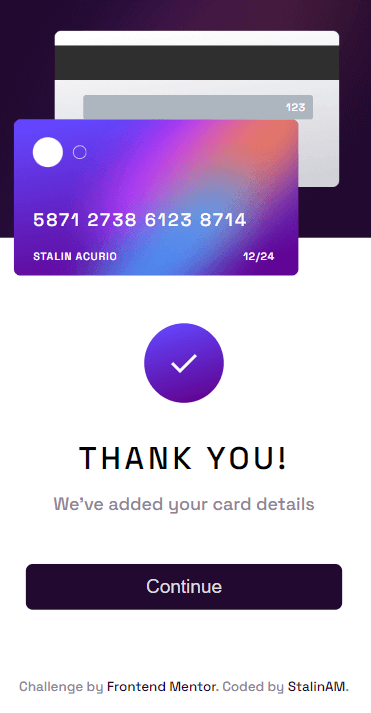 123
5871 2738 6123 8714
STALIN ACURIO 12/24
THANK YOU!
We've added your card details
Continue
Challenge by Frontend Mentor. Coded by StalinAM.